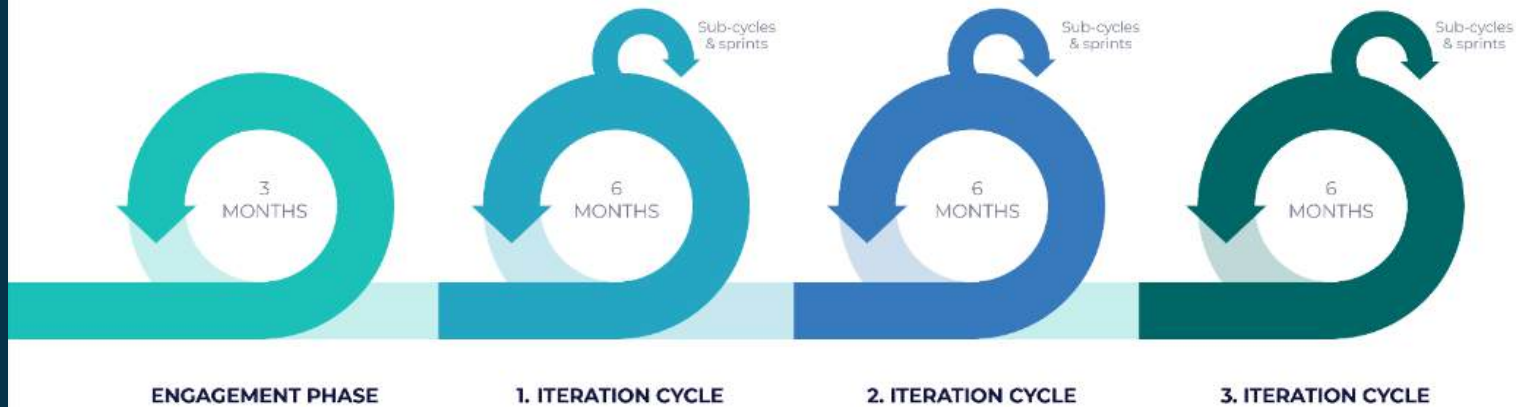 Sub-cycles
& sprints
Sub-cycles
& sprints
Sub-cycles
& sprints
3
MONTHS
6
MONTHS
6
MONTHS
6
MONTHS
ENGAGEMENT PHASE
1. ITERATION CYCLE
2. ITERATION CYCLE
3. ITERATION CYCLE